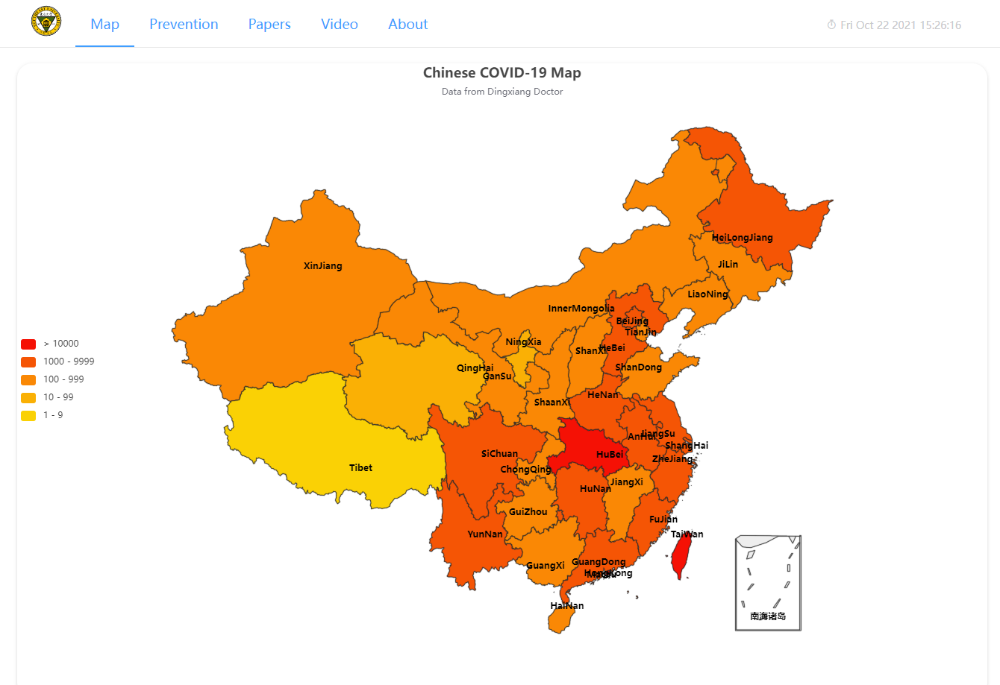 Map
Prevention
Papers
Video
About
Fri Oct 22 2021 15:26:16
Chinese COVID-19 Map
Data from Dingxiang Doctor
HeiLongJiang
XinJiang
JiLin
LiaoNing
InnerMongolia
BeiJing
TianJin
NingXia
ShanXi
HeBei
QingHai
GanSu
ShanDong
HeNan
ShaanXi
AnHui
JiangSu
ShangHai
SiChuan
HuBei
ZheJiang
Tibet
ChongQing
HuNan
JiangXi
GuiZhou
FuJian
YunNan
TaiWan
GuangXi
GuangDong
HongKong
HaiNan
南海诸岛
> 10000
1000 - 9999
100 - 999
10 - 99
1 - 9